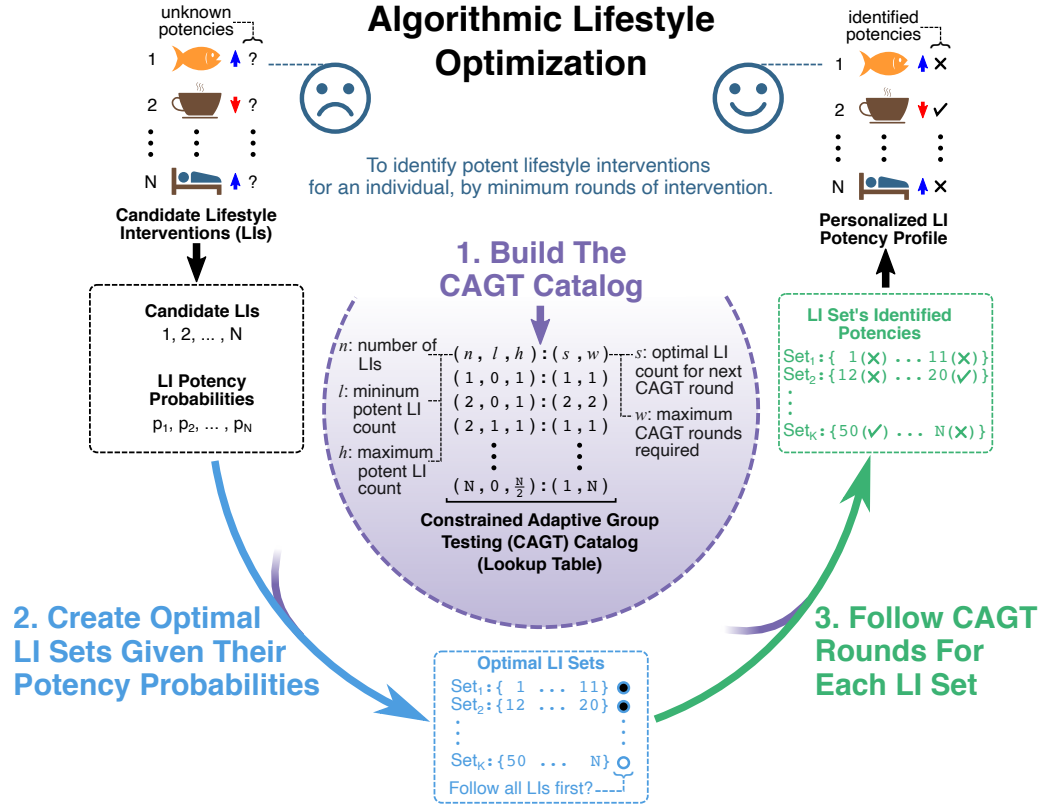 Algorithmic Lifestyle
Optimization
unknown
potencies
1 ?
2 ?
N ?
Candidate Lifestyle
Interventions (LIs)
To identify potent lifestyle interventions
for an individual, by minimum rounds of intervention.
identified
potencies
1 ×
2 ✓
N ×
Personalized LI
Potency Profile
Candidate LIs
1, 2, ... , N
LI Potency
Probabilities
p₁, p₂, ... , pN
1. Build The
CAGT Catalog
n: number of
LIs
l: mininum
potent LI
count
h: maximum
potent LI
count
(n, l, h):(s, w)
(1, 0, 1):(1, 1)
(2, 0, 1):(2, 2)
(2, 1, 1):(1, 1)
(N, 0, N/2):(1, N)
s: optimal LI
count for next
CAGT round
w: maximum
CAGT rounds
required
Constrained Adaptive Group
Testing (CAGT) Catalog
(Lookup Table)
LI Set's Identified
Potencies
Set₁:{ 1(×) ... 11(×)}
Set₂:{12(×) ... 20(✓)}
SetK:{50(✓) ... N(×)}
2. Create Optimal
LI Sets Given Their
Potency Probabilities
Optimal LI Sets
Set₁:{ 1 ... 11}
Set₂:{12 ... 20}
SetK:{50 ... N}
Follow all LIs first?
3. Follow CAGT
Rounds For
Each LI Set